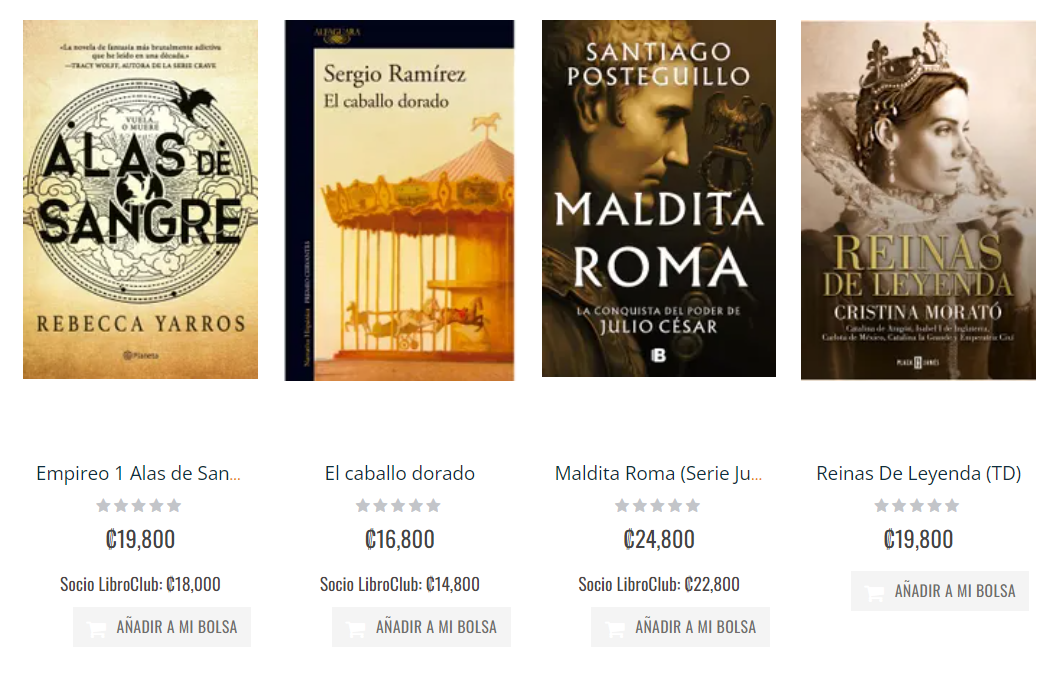 «La novela de fantasía más brutalmente adictiva
que he leído en una década.»
—TRACY WOLFF, AUTORA DE LA SERIE CRAVE
VUELA...
O MUERE
ALAS DE
SANGRE
REBECCA YARROS
Planeta
ALFAGUARA
Sergio Ramírez
El caballo dorado
Narrativa Hispánica
PREMIO CERVANTES
SANTIAGO
POSTEGUILLO
MALDITA
ROMA
LA CONQUISTA DEL PODER DE
JULIO CÉSAR
B
REINAS
DE LEYENDA
CRISTINA MORATÓ
Catalina de Aragón, Isabel I de Inglaterra,
Carlota de México, Catalina la Grande y Emperatriz Cixí
PLAZA JANÉS
Empireo 1 Alas de San...
₡19,800
Socio LibroClub: ₡18,000
AÑADIR A MI BOLSA
El caballo dorado
₡16,800
Socio LibroClub: ₡14,800
AÑADIR A MI BOLSA
Maldita Roma (Serie Ju...
₡24,800
Socio LibroClub: ₡22,800
AÑADIR A MI BOLSA
Reinas De Leyenda (TD)
₡19,800
AÑADIR A MI BOLSA